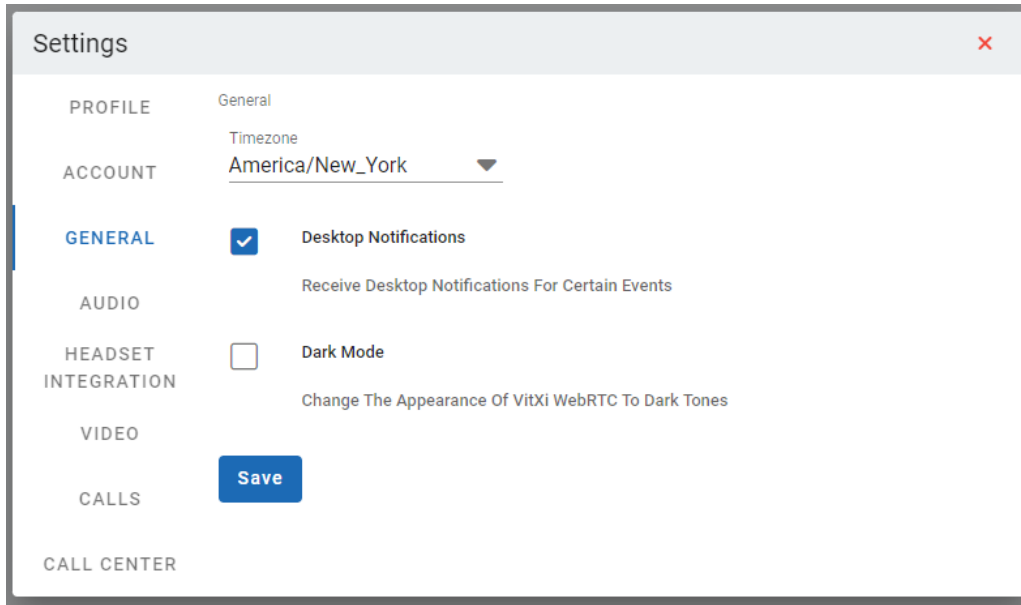 Settings
PROFILE
ACCOUNT
GENERAL
AUDIO
HEADSET
INTEGRATION
VIDEO
CALLS
CALL CENTER
General
Timezone
America/New_York
Desktop Notifications
Receive Desktop Notifications For Certain Events
Dark Mode
Change The Appearance Of VitXi WebRTC To Dark Tones
Save